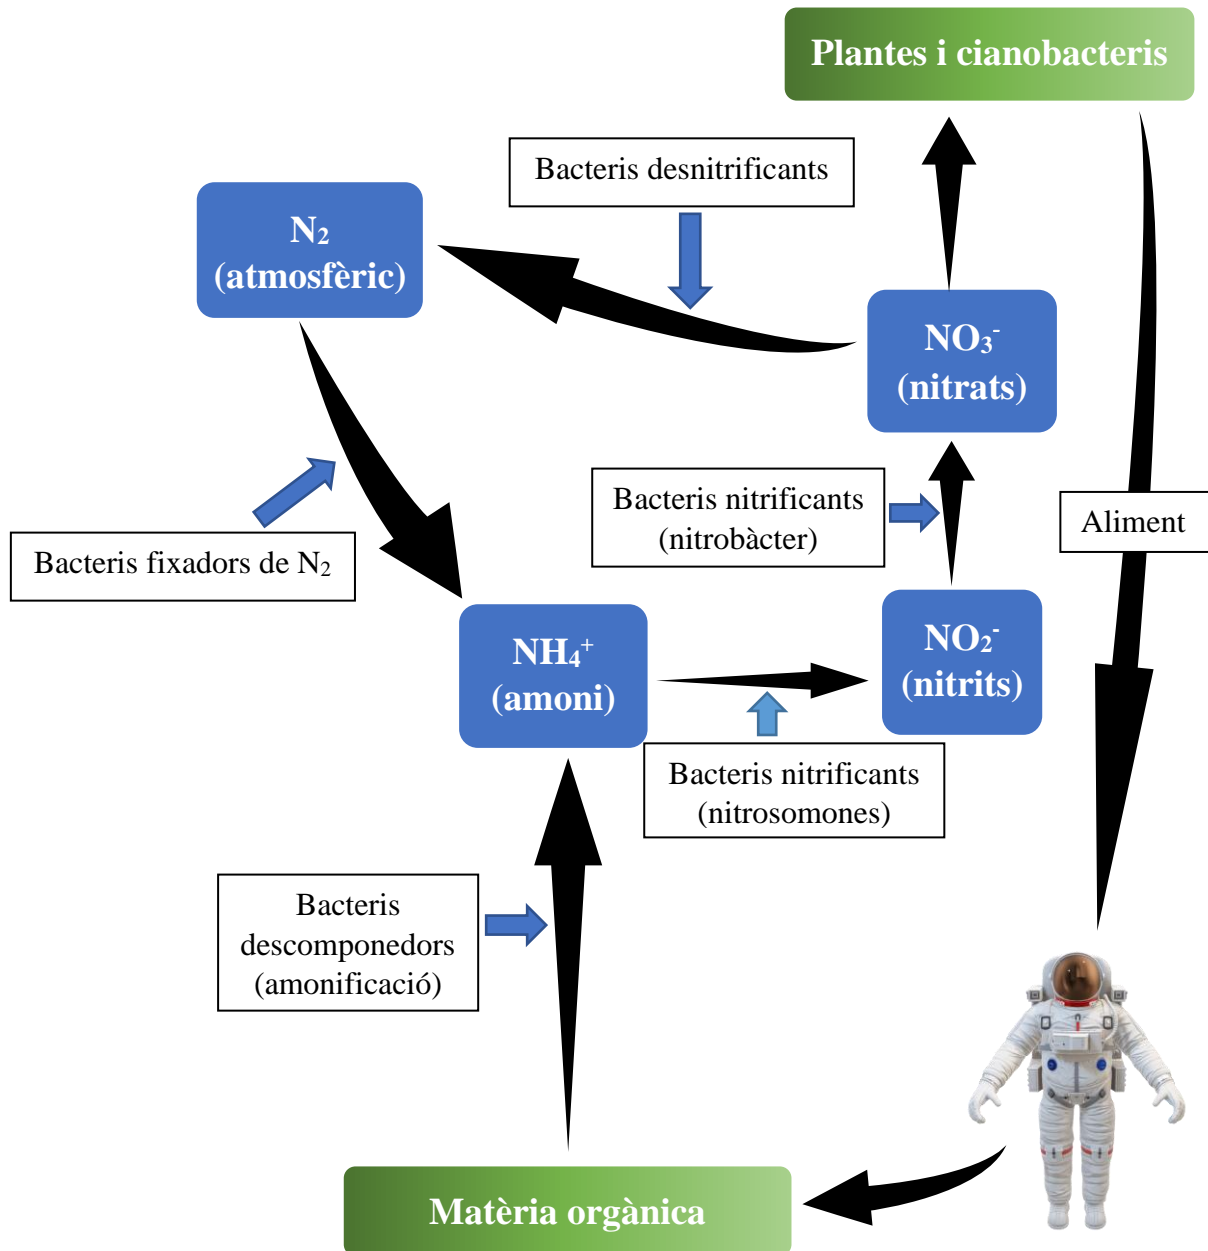 Plantes i cianobacteris
Bacteris desnitrificants
N₂
(atmosfèric)
NO₃⁻
(nitrats)
Bacteris nitrificants
(nitrobàcter)
Aliment
Bacteris fixadors de N₂
NH₄⁺
(amoni)
NO₂⁻
(nitrits)
Bacteris nitrificants
(nitrosomones)
Bacteris
descomponedors
(amonificació)
Matèria orgànica